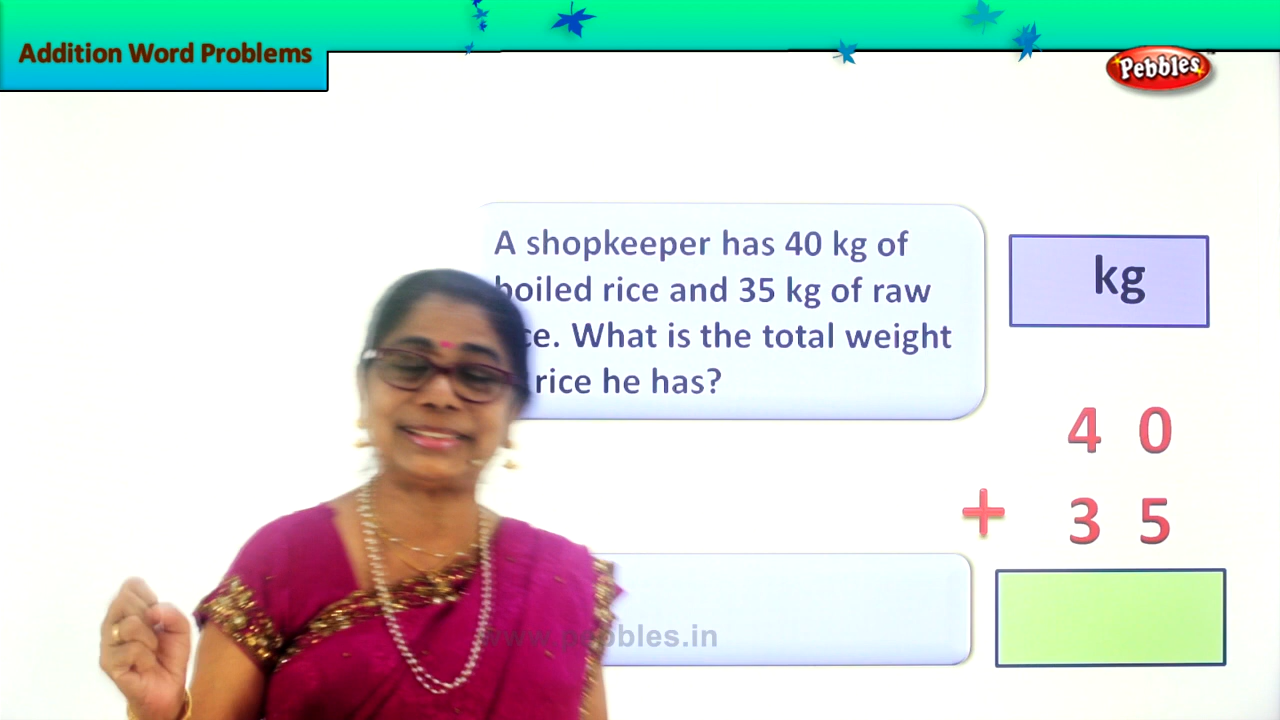 Addition Word Problems
Pebbles
A shopkeeper has 40 kg of
boiled rice and 35 kg of raw
ce. What is the total weight
rice he has?
kg
4 0
+ 3 5
www.pebbles.in